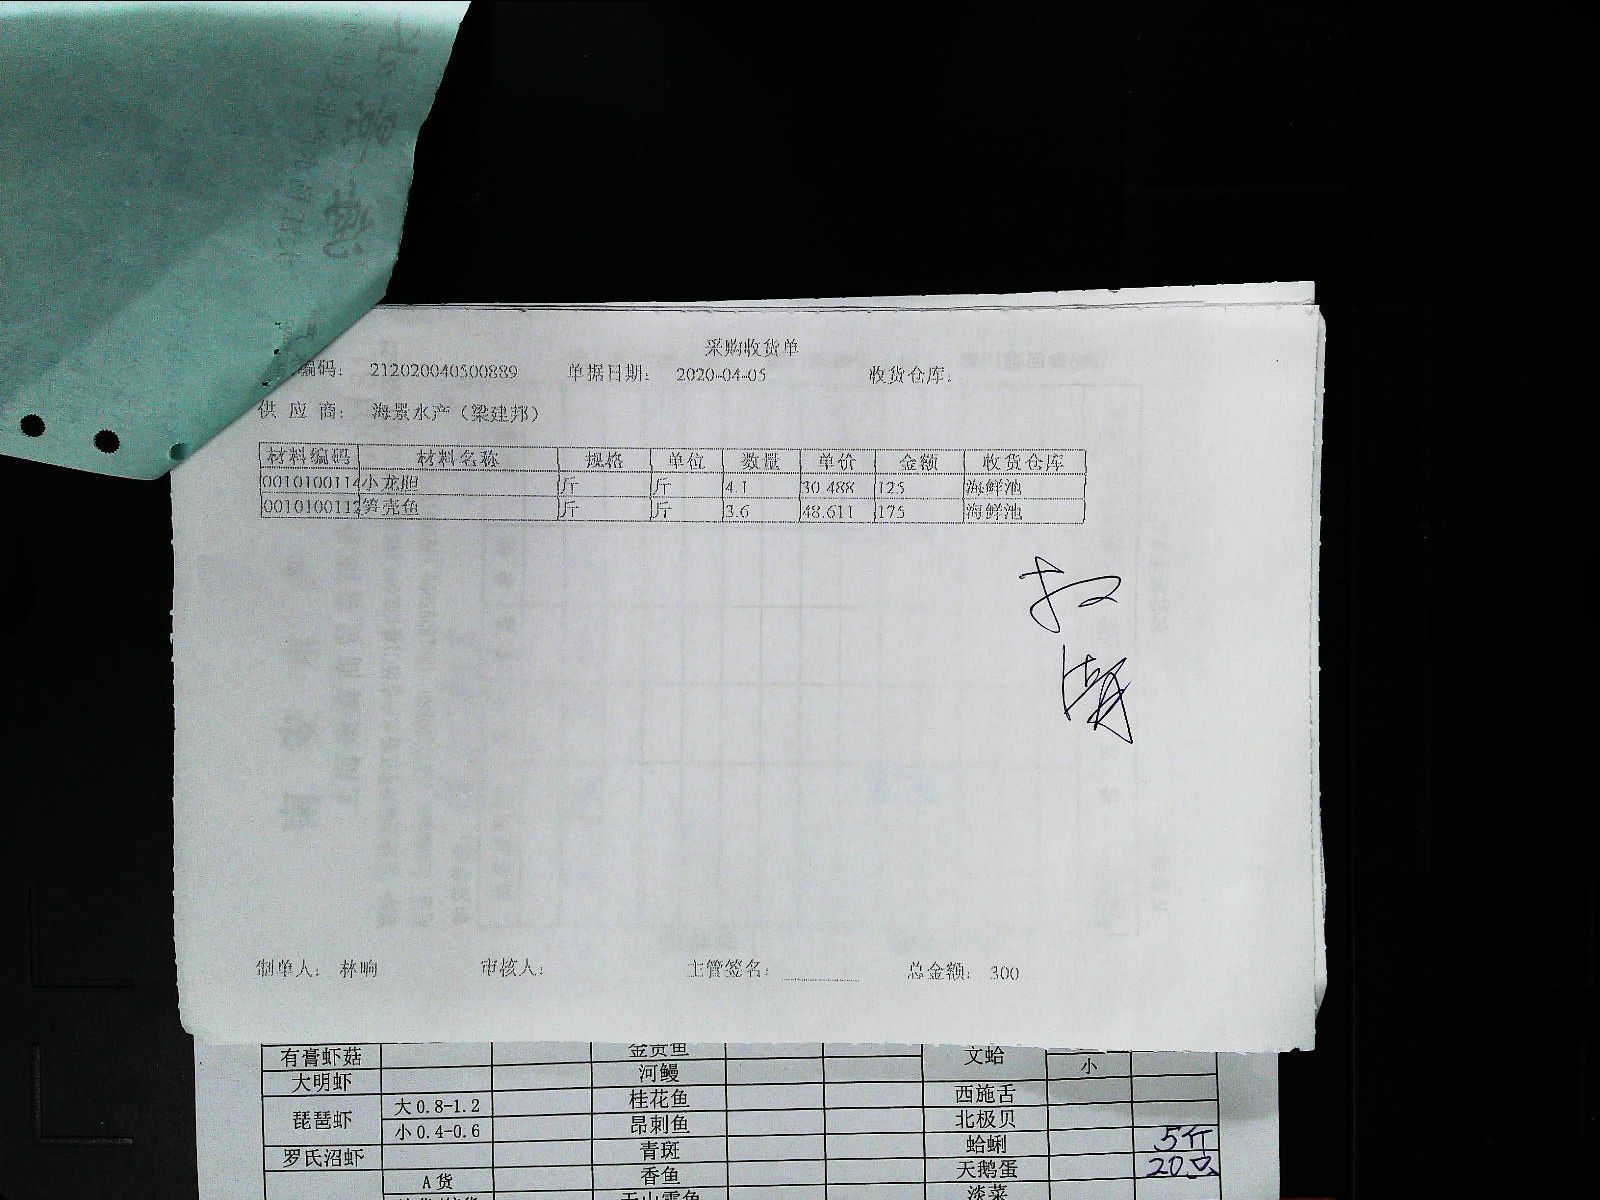 采购收货单
编码： 212020040500889 单据日期： 2020-04-05 收货仓库：
供 应 商： 海景水产（梁建邦）
材料编码 材料名称 规格 单位 数量 单价 金额 收货仓库
0010100114 小龙胆 斤 斤 4.1 30.488 125 海鲜池
0010100112 笋壳鱼 斤 斤 3.6 48.611 175 海鲜池
制单人： 林响 审核人： 主管签名： 总金额： 300
有膏虾菇 金贡鱼 文蛤 小
大明虾 河鳗
琵琶虾 大0.8-1.2 桂花鱼 西施舌
小0.4-0.6 昂刺鱼 北极贝
罗氏沼虾 青斑 蛤蜊 5斤
A货 香鱼 天鹅蛋 20只
淡菜